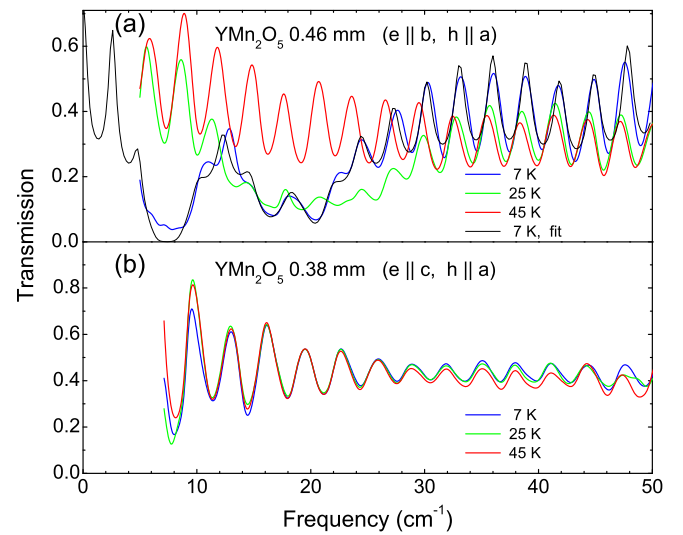 (a) YMn₂O₅ 0.46 mm (e || b, h || a)
0.6
0.4
0.2
0.0
7 K
25 K
45 K
7 K, fit
Transmission
(b) YMn₂O₅ 0.38 mm (e || c, h || a)
0.8
0.6
0.4
0.2
0.0
7 K
25 K
45 K
0 10 20 30 40 50
Frequency (cm⁻¹)